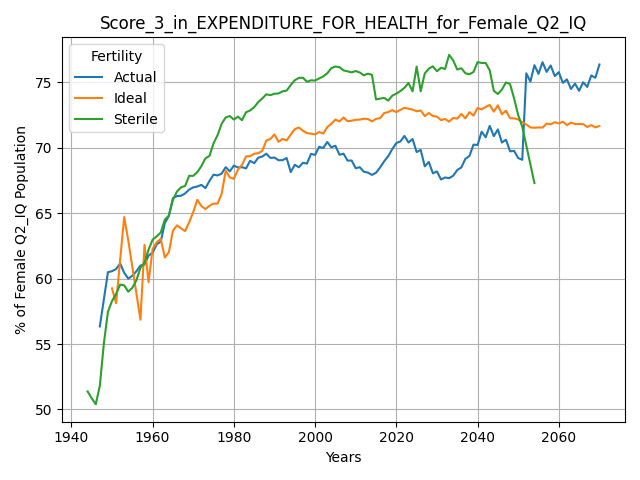 Score_3_in_EXPENDITURE_FOR_HEALTH_for_Female_Q2_IQ
Fertility
Actual
Ideal
Sterile
% of Female Q2_IQ Population
75
70
65
60
55
50
1940
1960
1980
2000
2020
2040
2060
Years